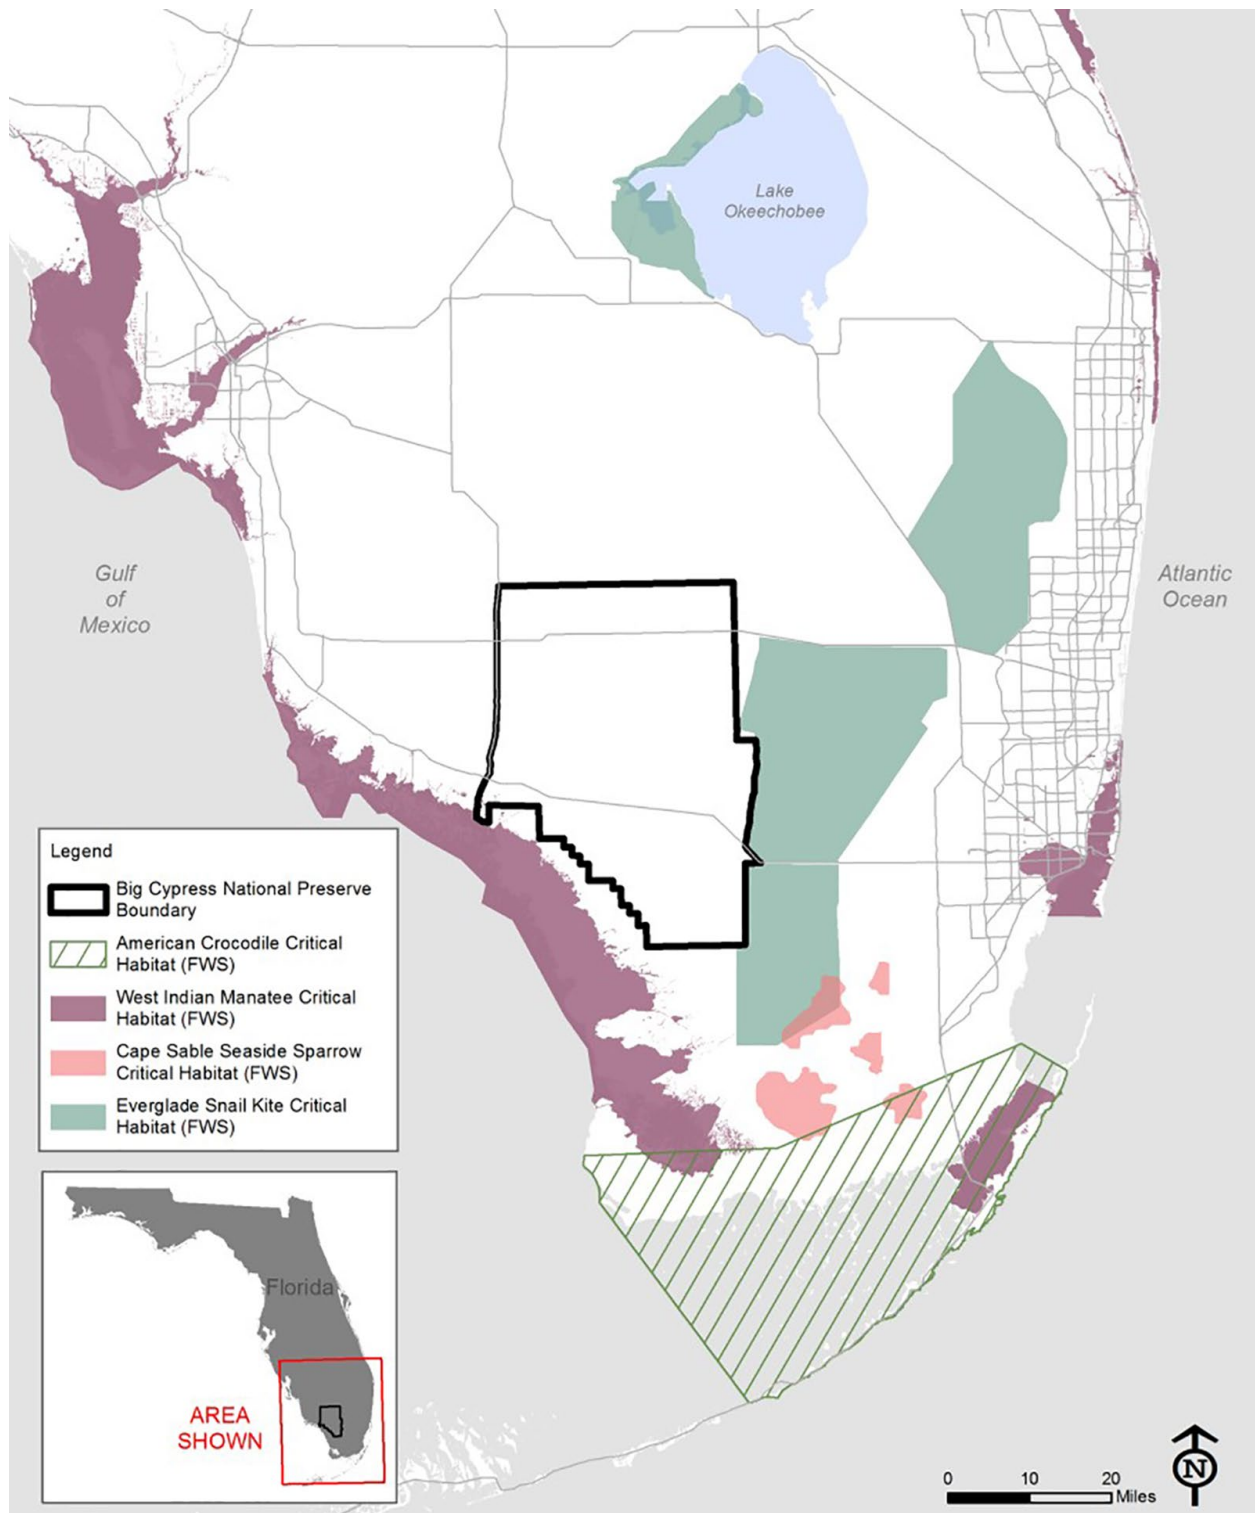 Lake
Okeechobee
Gulf
of
Mexico
Atlantic
Ocean
Legend
Big Cypress National Preserve
Boundary
American Crocodile Critical
Habitat (FWS)
West Indian Manatee Critical
Habitat (FWS)
Cape Sable Seaside Sparrow
Critical Habitat (FWS)
Everglade Snail Kite Critical
Habitat (FWS)
Florida
AREA
SHOWN
0 10 20
Miles
N